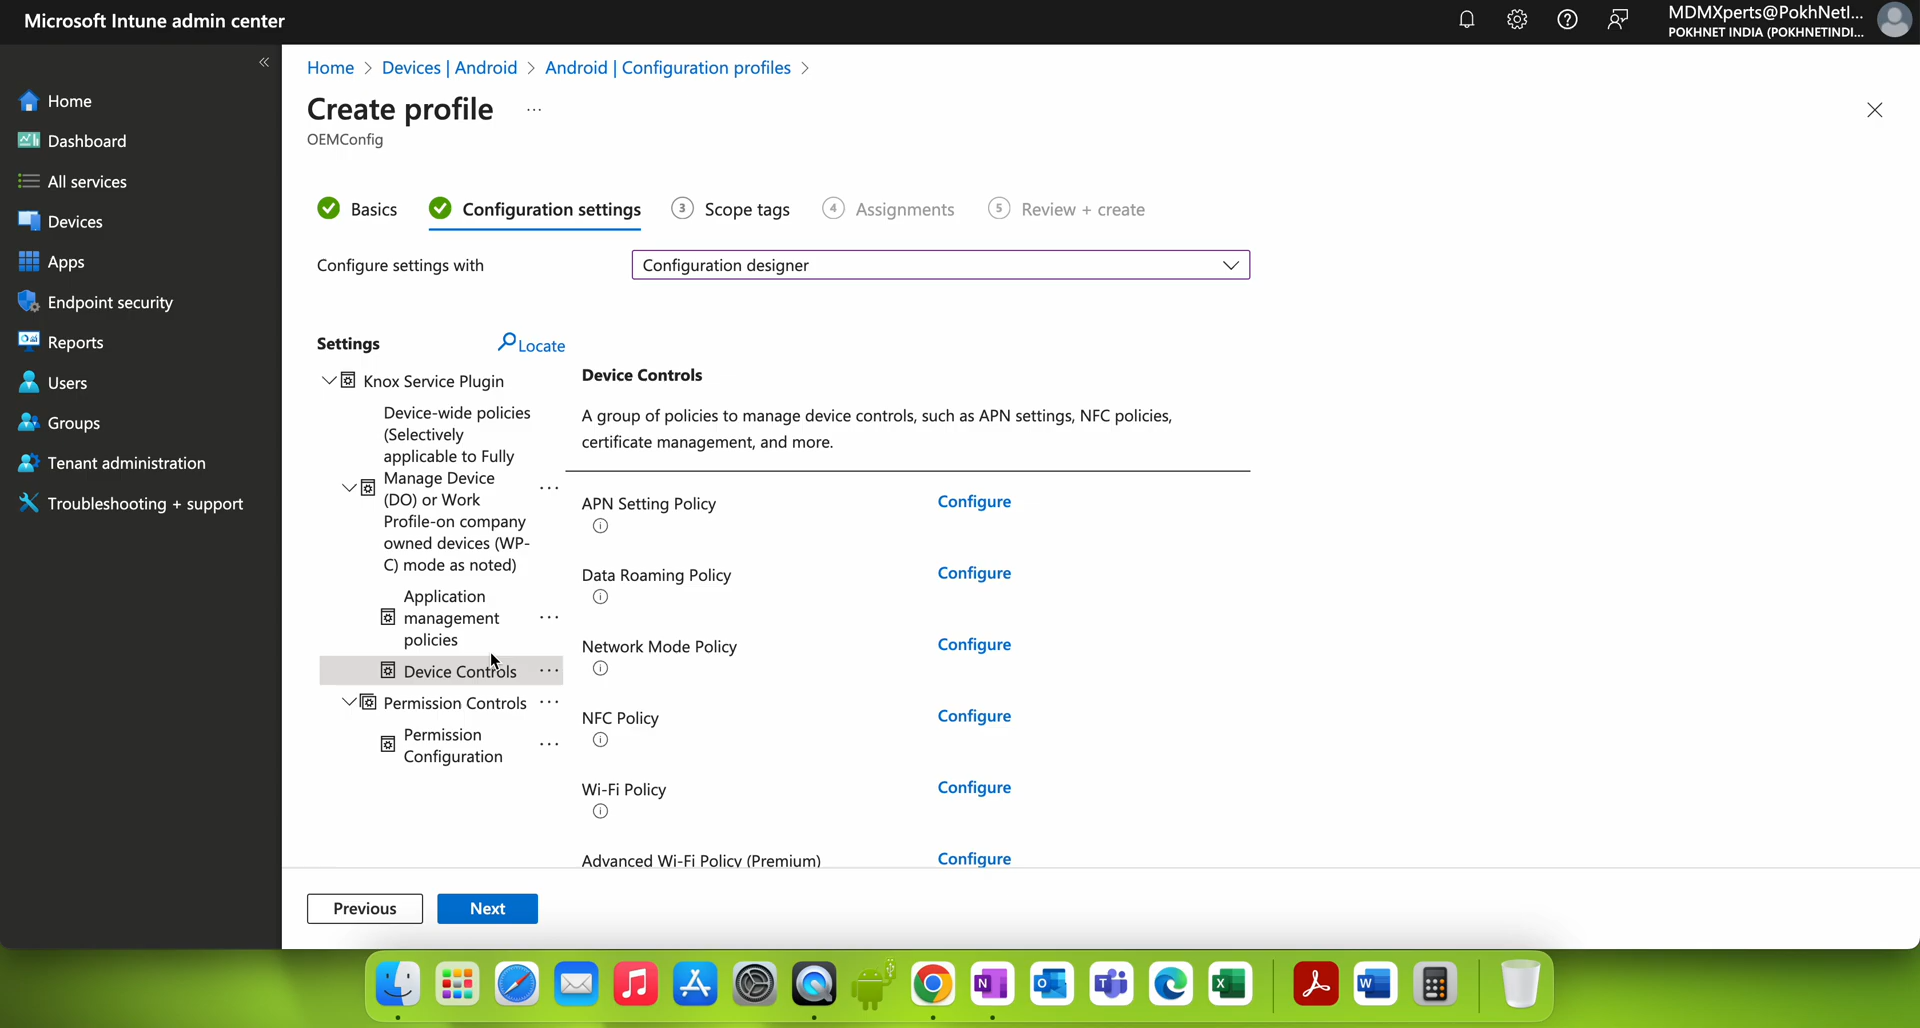 Microsoft Intune admin center
MDMXperts@PokhNetI...
POKHNET INDIA (POKHNETINDI...
Home
Dashboard
All services
Devices
Apps
Endpoint security
Reports
Users
Groups
Tenant administration
Troubleshooting + support
Home > Devices | Android > Android | Configuration profiles >
Create profile ...
OEMConfig
Basics
Configuration settings
3 Scope tags
4 Assignments
5 Review + create
Configure settings with
Configuration designer
Settings
Locate
Knox Service Plugin
Device-wide policies
(Selectively
applicable to Fully
Manage Device
(DO) or Work
Profile-on company
owned devices (WP-
C) mode as noted)
...
Application
management
policies
...
Device Controls ...
Permission Controls ...
Permission
Configuration
...
Device Controls
A group of policies to manage device controls, such as APN settings, NFC policies,
certificate management, and more.
APN Setting Policy
Configure
Data Roaming Policy
Configure
Network Mode Policy
Configure
NFC Policy
Configure
Wi-Fi Policy
Configure
Advanced Wi-Fi Policy (Premium)
Configure
Previous
Next